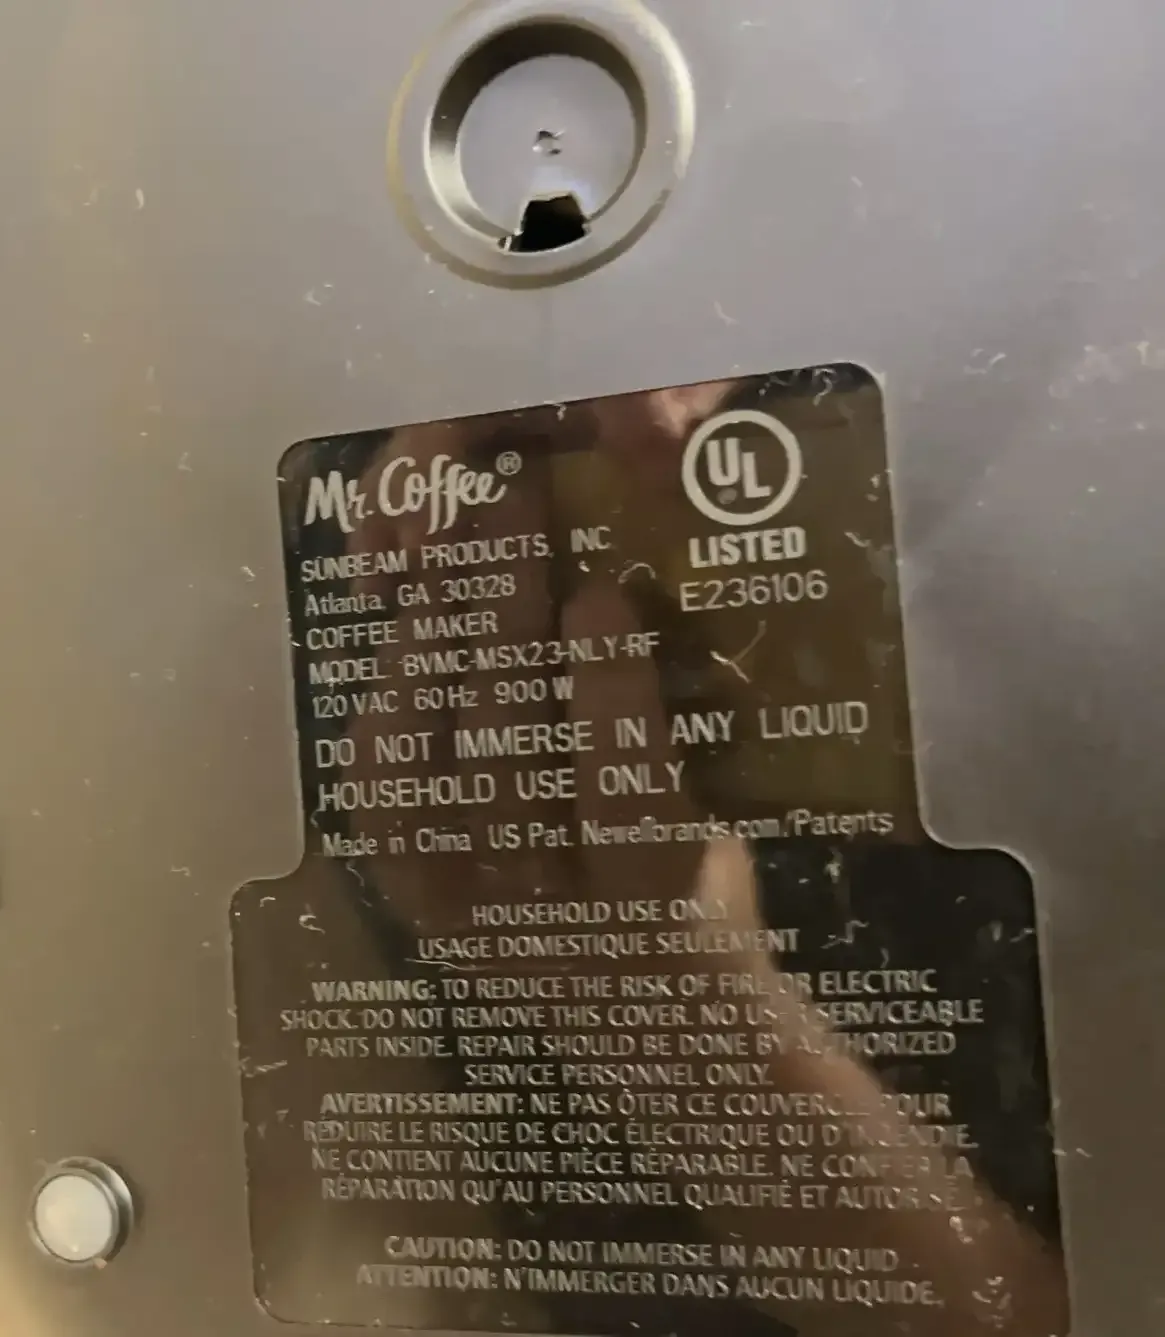 Mr. Coffee®
UL
LISTED
E236106
SUNBEAM PRODUCTS, INC.
Atlanta, GA 30328
COFFEE MAKER
MODEL: BVMC-MSX23-NLY-RF
120 VAC 60 Hz 900 W
DO NOT IMMERSE IN ANY LIQUID
HOUSEHOLD USE ONLY
Made in China US Pat. Newellbrands.com/Patents
HOUSEHOLD USE ONLY
USAGE DOMESTIQUE SEULEMENT
WARNING: TO REDUCE THE RISK OF FIRE OR ELECTRIC
SHOCK. DO NOT REMOVE THIS COVER. NO USER SERVICEABLE
PARTS INSIDE. REPAIR SHOULD BE DONE BY AUTHORIZED
SERVICE PERSONNEL ONLY.
AVERTISSEMENT: NE PAS ÔTER CE COUVERCLE POUR
RÉDUIRE LE RISQUE DE CHOC ÉLECTRIQUE OU D'INCENDIE.
NE CONTIENT AUCUNE PIÈCE RÉPARABLE. NE CONFIER LA
RÉPARATION QU'AU PERSONNEL QUALIFIÉ ET AUTORISÉ.
CAUTION: DO NOT IMMERSE IN ANY LIQUID
ATTENTION: N'IMMERGER DANS AUCUN LIQUIDE.